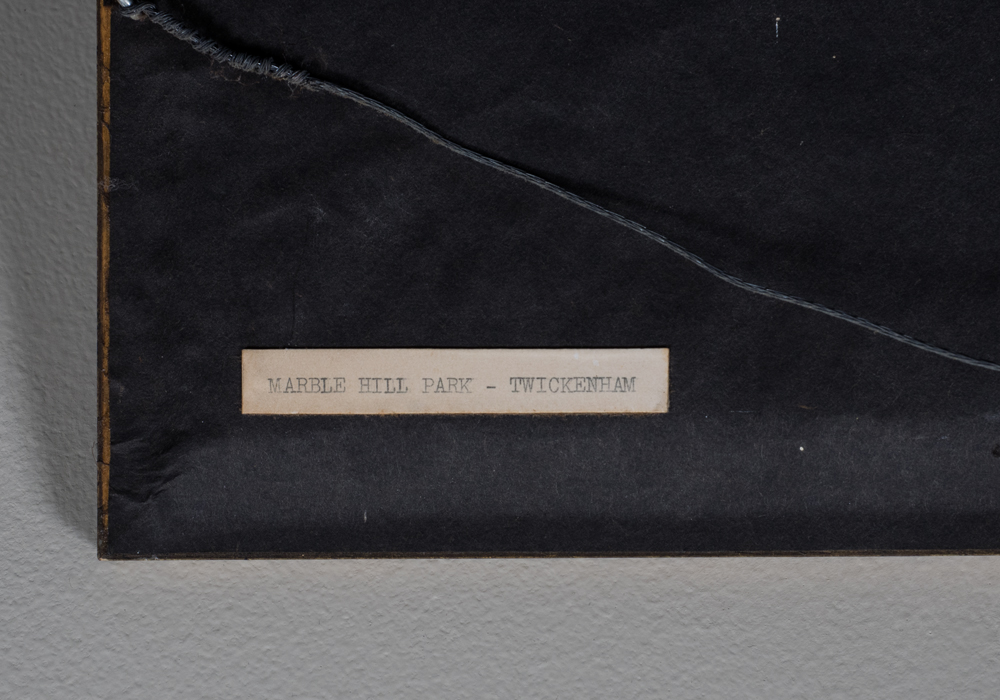 MARBLE HILL PARK - TWICKENHAM